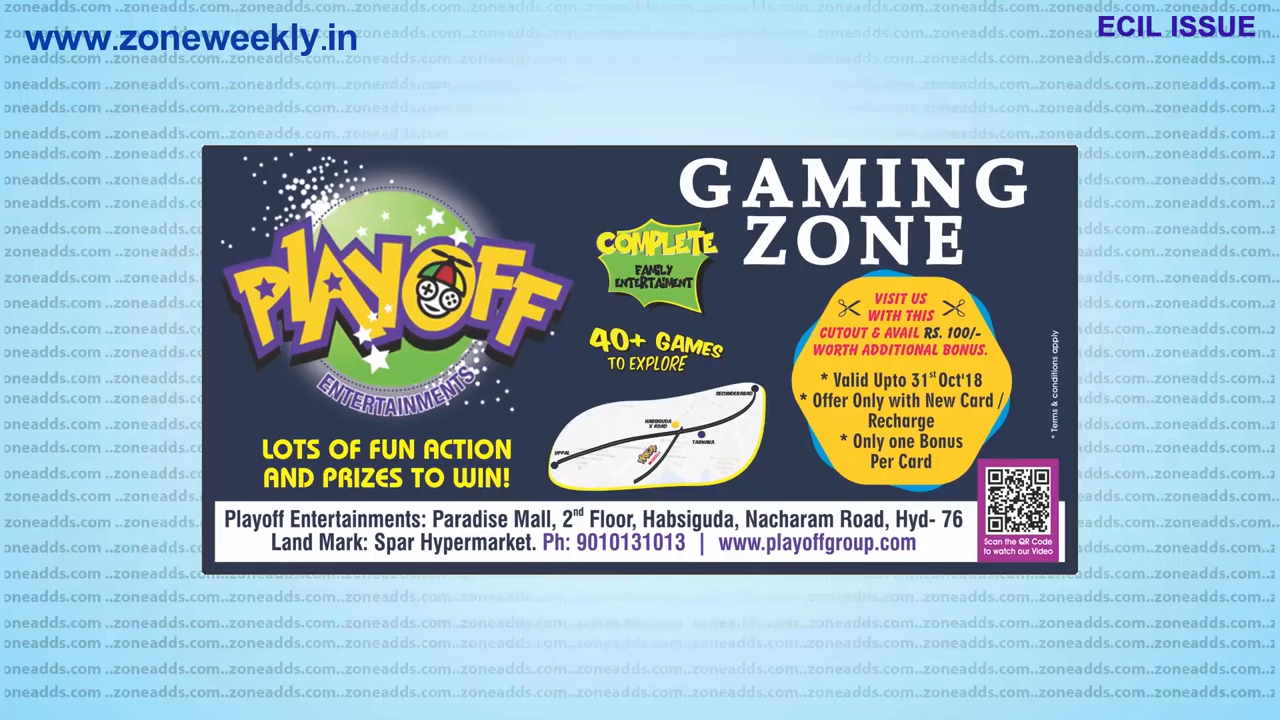 www.zoneweekly.in
ECIL ISSUE
GAMING
ZONE
PLAYOFF
ENTERTAINMENTS
COMPLETE
FAMILY
ENTERTAIMENT
40+ GAMES
TO EXPLORE
LOTS OF FUN ACTION
AND PRIZES TO WIN!
SECUNDERABAD
HABSIGUDA
X ROAD
TARNAKA
UPPAL
VISIT US
WITH THIS
CUTOUT & AVAIL RS. 100/-
WORTH ADDITIONAL BONUS.
* Valid Upto 31st Oct'18
* Offer Only with New Card /
Recharge
* Only one Bonus
Per Card
* Terms & conditions apply
Playoff Entertainments: Paradise Mall, 2nd Floor, Habsiguda, Nacharam Road, Hyd- 76
Land Mark: Spar Hypermarket. Ph: 9010131013 | www.playoffgroup.com
Scan the QR Code
to watch our Video